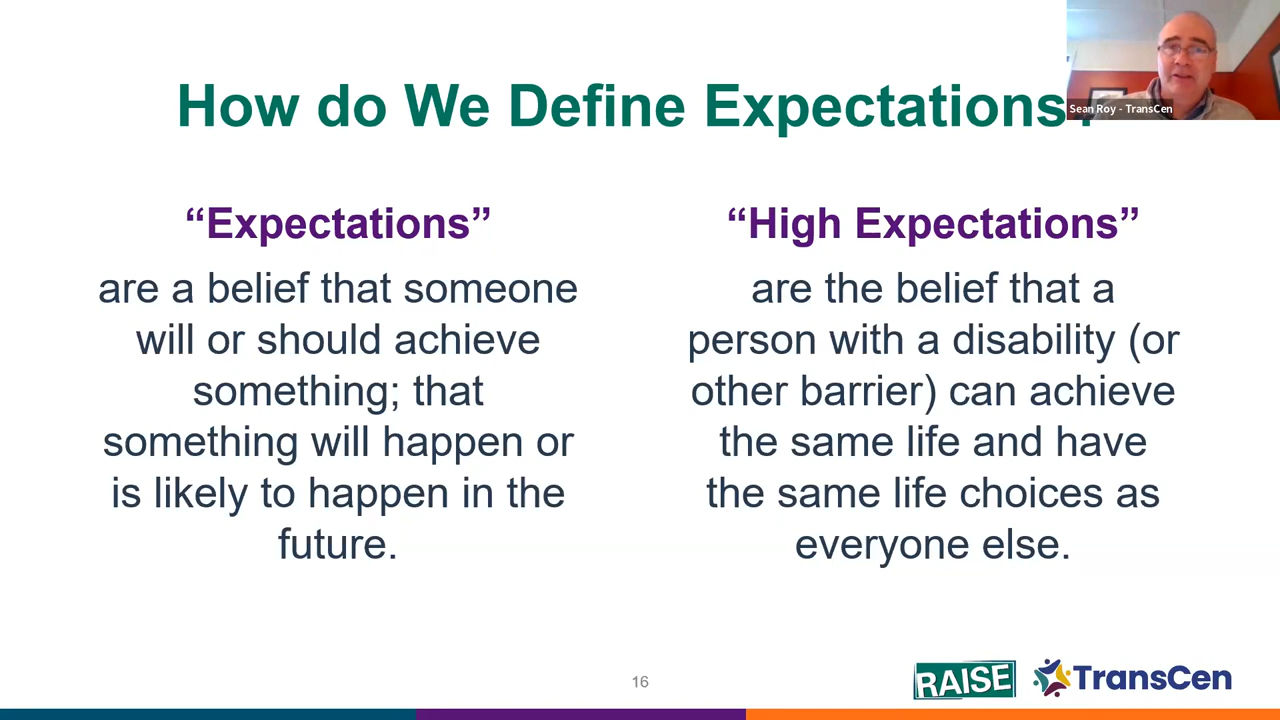 How do We Define Expectations?
Sean Roy - TransCen
“Expectations”
are a belief that someone
will or should achieve
something; that
something will happen or
is likely to happen in the
future.
“High Expectations”
are the belief that a
person with a disability (or
other barrier) can achieve
the same life and have
the same life choices as
everyone else.
16
RAISE
TransCen